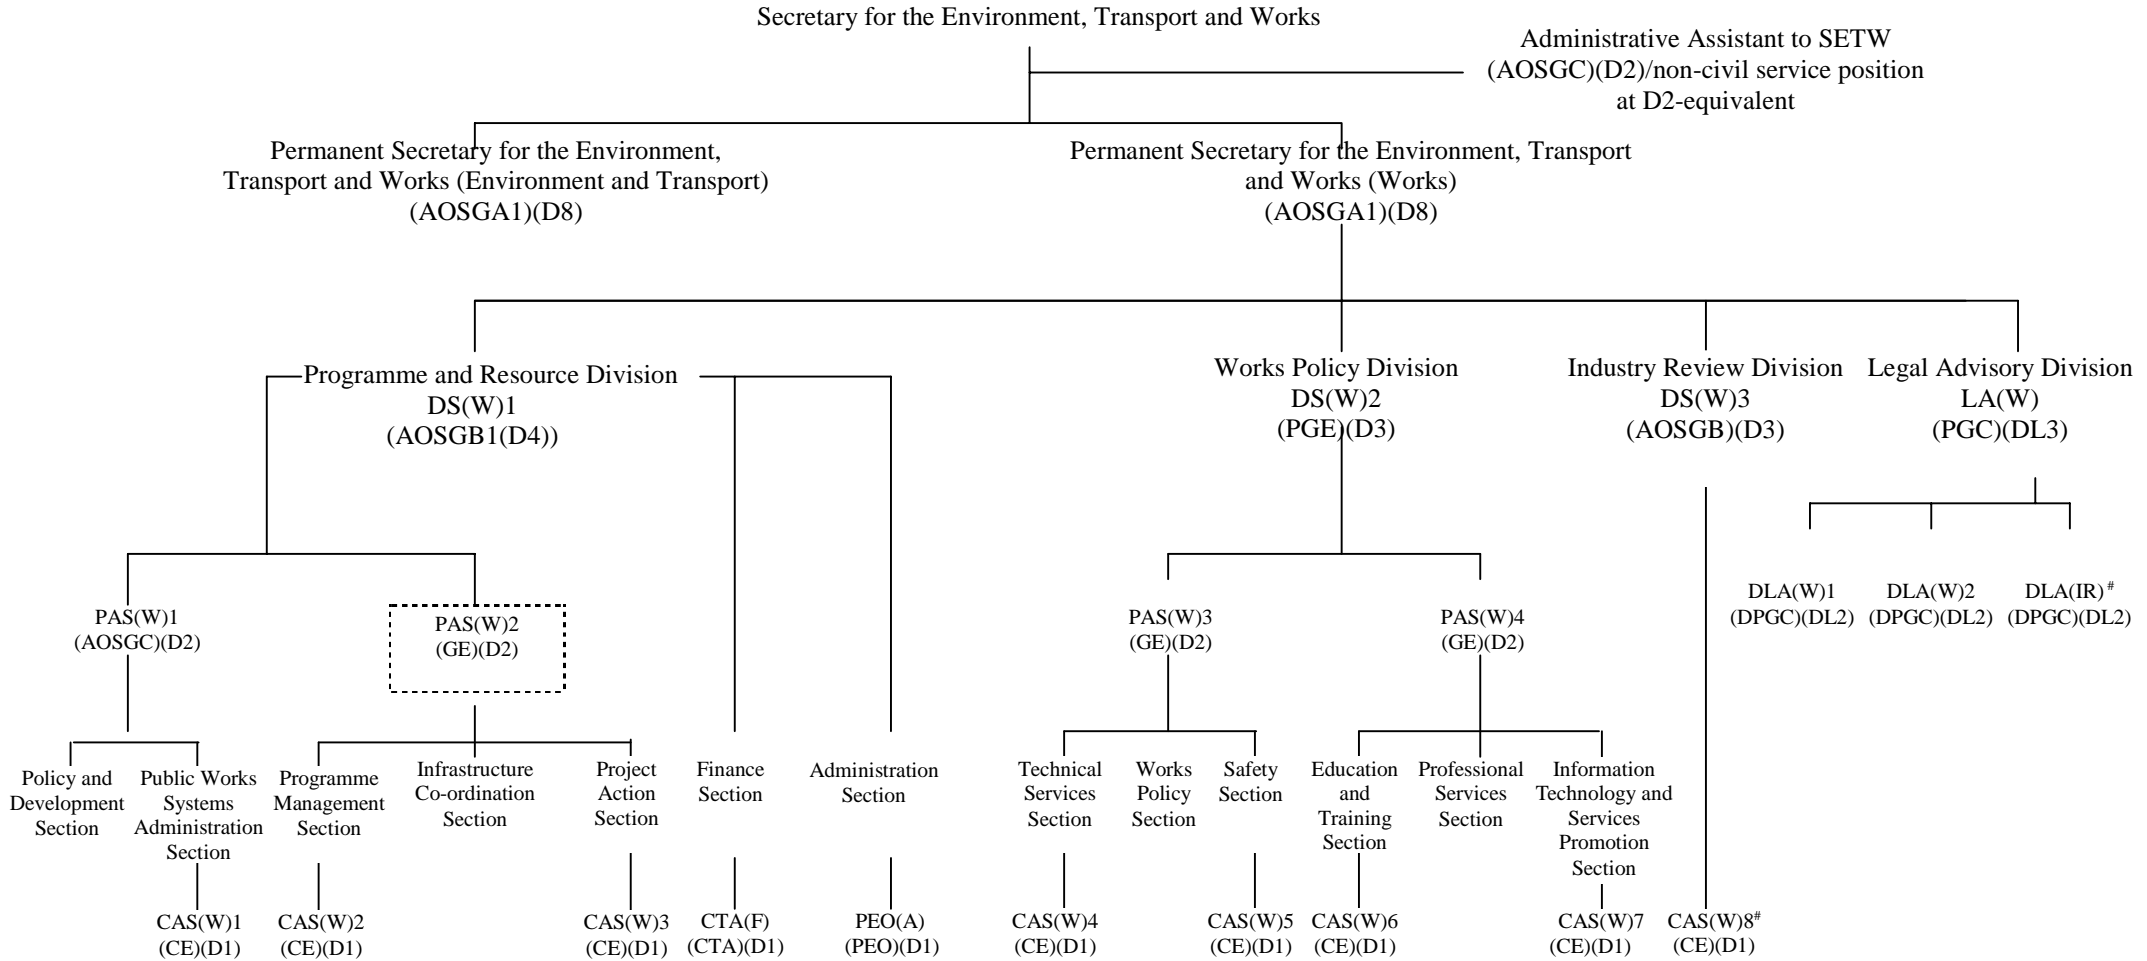 Secretary for the Environment, Transport and Works
Administrative Assistant to SETW
(AOSGC)(D2)/non-civil service position
at D2-equivalent
Permanent Secretary for the Environment,
Transport and Works (Environment and Transport)
(AOSGA1)(D8)
Permanent Secretary for the Environment, Transport
and Works (Works)
(AOSGA1)(D8)
Programme and Resource Division
DS(W)1
(AOSGB1(D4))
Works Policy Division
DS(W)2
(PGE)(D3)
Industry Review Division
DS(W)3
(AOSGB)(D3)
Legal Advisory Division
LA(W)
(PGC)(DL3)
PAS(W)1
(AOSGC)(D2)
PAS(W)2
(GE)(D2)
PAS(W)3
(GE)(D2)
PAS(W)4
(GE)(D2)
DLA(W)1
(DPGC)(DL2)
DLA(W)2
(DPGC)(DL2)
DLA(IR)#
(DPGC)(DL2)
Policy and
Development
Section
Public Works
Systems
Administration
Section
Programme
Management
Section
Infrastructure
Co-ordination
Section
Project
Action
Section
Finance
Section
Administration
Section
Technical
Services
Section
Works
Policy
Section
Safety
Section
Education
and
Training
Section
Professional
Services
Section
Information
Technology and
Services
Promotion
Section
CAS(W)1
(CE)(D1)
CAS(W)2
(CE)(D1)
CAS(W)3
(CE)(D1)
CTA(F)
(CTA)(D1)
PEO(A)
(PEO)(D1)
CAS(W)4
(CE)(D1)
CAS(W)5
(CE)(D1)
CAS(W)6
(CE)(D1)
CAS(W)7
(CE)(D1)
CAS(W)8#
(CE)(D1)